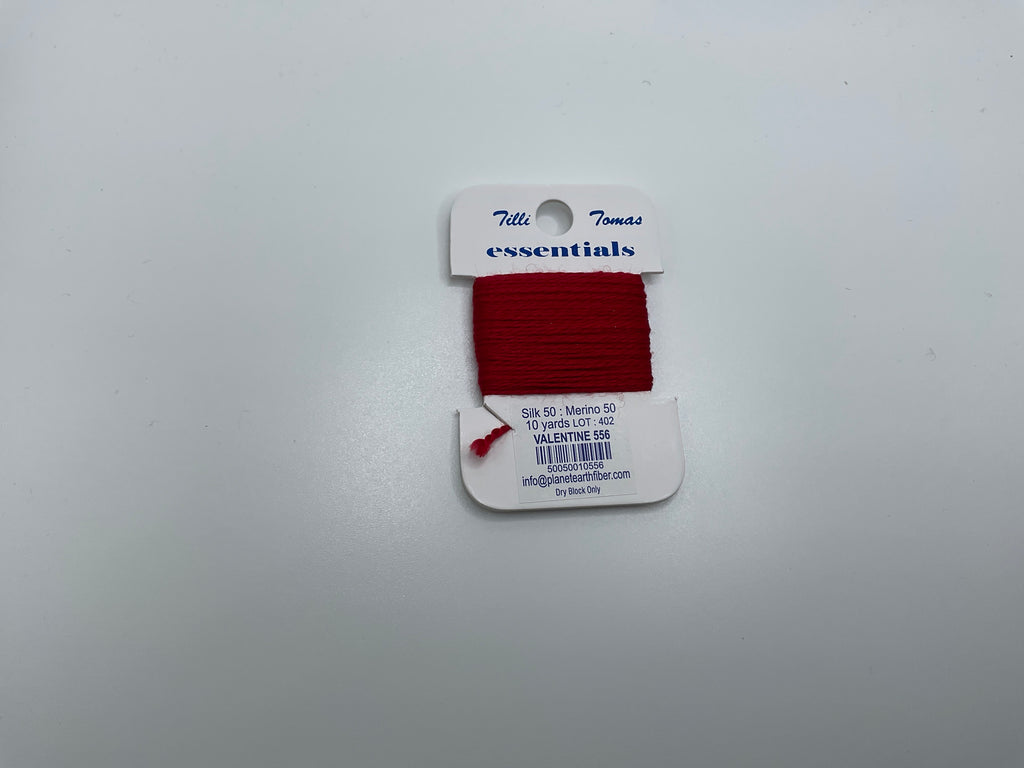 Tilli Tomas
essentials
Silk 50 : Merino 50
10 yards LOT : 402
VALENTINE 556
50050010556
info@planetearthfiber.com
Dry Block Only